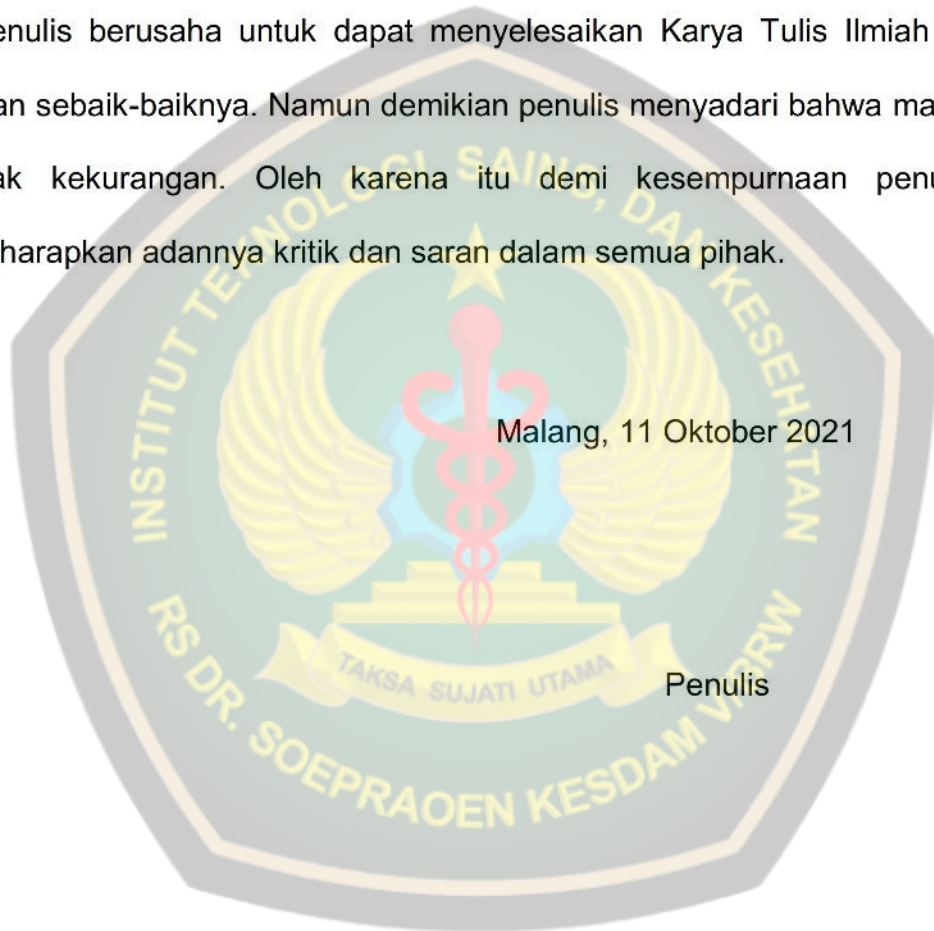 enulis berusaha untuk dapat menyelesaikan Karya Tulis Ilmiah
an sebaik-baiknya. Namun demikian penulis menyadari bahwa ma
ak kekurangan. Oleh karena itu demi kesempurnaan penu
harapkan adannya kritik dan saran dalam semua pihak.
INSTITUT TEKNOLOGI, SAINS, DAN KESEHATAN
Malang, 11 Oktober 2021
TAKSA SUJATI UTAMA
Penulis
RS DR. SOEPRAOEN KESDAM V/BRW